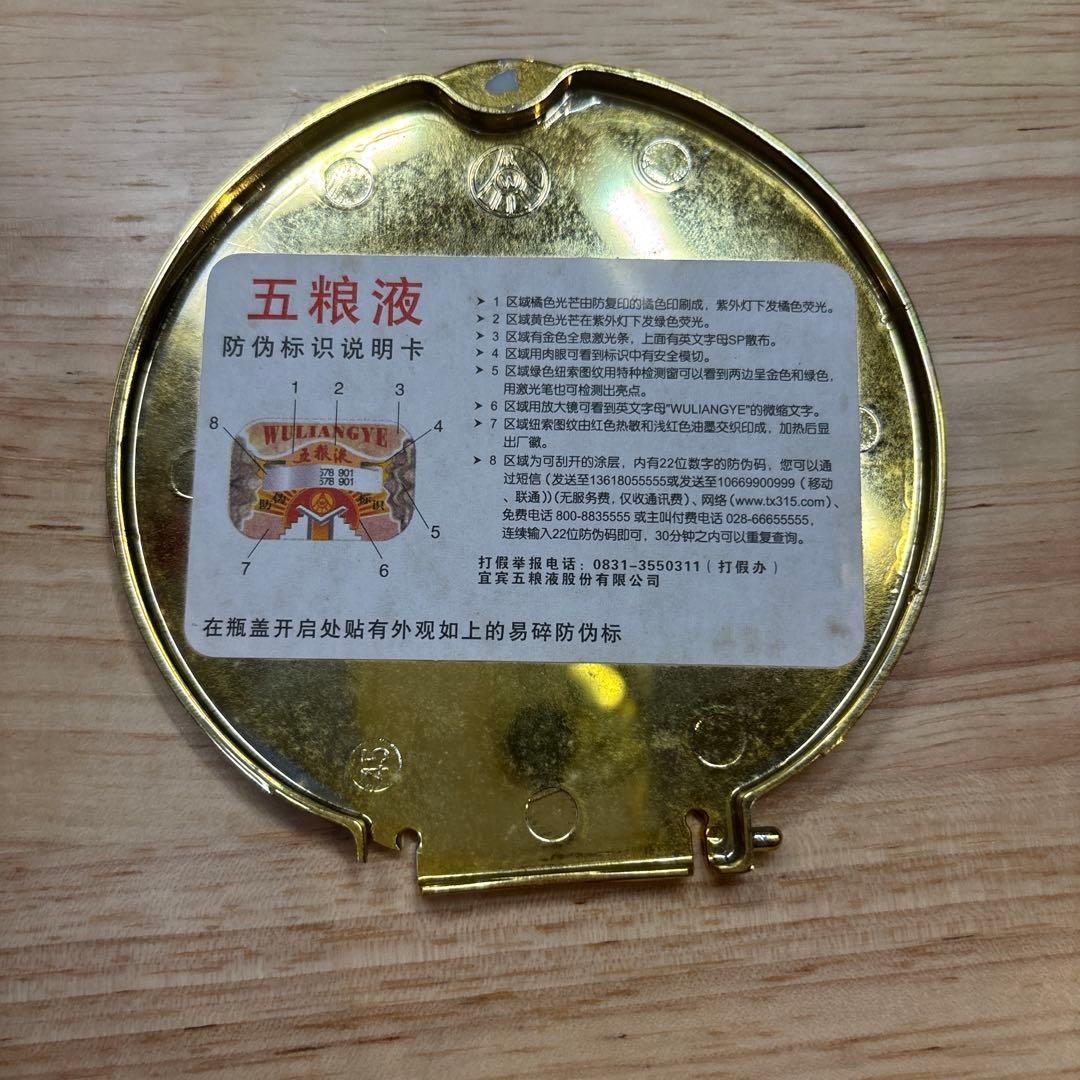 五粮液
防伪标识说明卡
1
2
3
4
5
6
7
8
WULIANGYE
五粮液
578 901
578 901
防伪标识
➤ 1 区域橘色光芒由防复印的橘色印刷成，紫外灯下发橘色荧光。
➤ 2 区域黄色光芒在紫外灯下发绿色荧光。
➤ 3 区域有金色全息激光条，上面有英文字母SP散布。
➤ 4 区域用肉眼可看到标识中有安全模切。
➤ 5 区域绿色纽索图纹用特种检测窗可以看到两边呈金色和绿色，
用激光笔也可检测出亮点。
➤ 6 区域用放大镜可看到英文字母"WULIANGYE"的微缩文字。
➤ 7 区域纽索图纹由红色热敏和浅红色油墨交织印成，加热后显
出厂徽。
➤ 8 区域为可刮开的涂层，内有22位数字的防伪码，您可以通
过短信（发送至13618055555或发送至10669900999（移动
、联通））（无服务费，仅收通讯费）、网络（www.tx315.com）、
免费电话 800-8835555 或主叫付费电话 028-66655555，
连续输入22位防伪码即可，30分钟之内可以重复查询。
打假举报电话：0831-3550311（打假办）
宜宾五粮液股份有限公司
在瓶盖开启处贴有外观如上的易碎防伪标
45